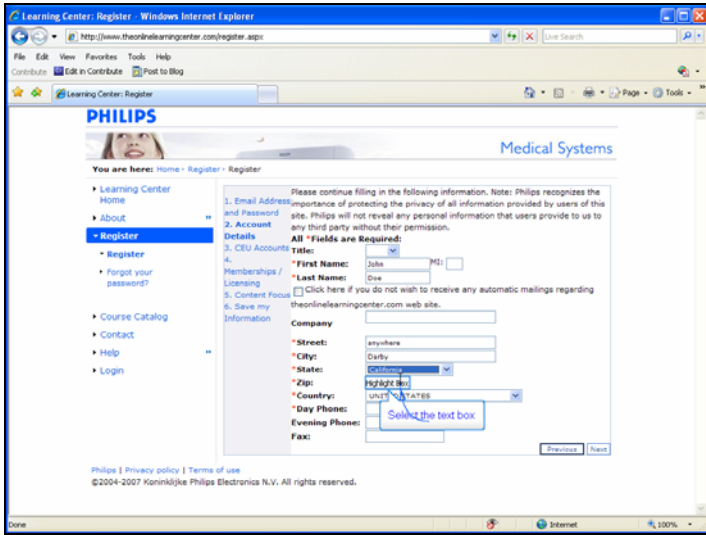 Learning Center: Register - Windows Internet Explorer
http://www.theonlinelearningcenter.com/register.aspx
Live Search
File Edit View Favorites Tools Help
Contribute Edit in Contribute Post to Blog
Learning Center: Register
Page Tools
PHILIPS
Medical Systems
You are here: Home › Register › Register
Learning Center Home
About
Register
Register
Forgot your password?
Course Catalog
Contact
Help
Login
1. Email Address and Password
2. Account Details
3. CEU Accounts
4. Memberships / Licensing
5. Content Focus
6. Save my Information
Please continue filling in the following information. Note: Philips recognizes the
importance of protecting the privacy of all information provided by users of this
site. Philips will not reveal any personal information that users provide to us to
any third party without their permission.
All *Fields are Required:
Title:
*First Name: John MI:
*Last Name: Doe
Click here if you do not wish to receive any automatic mailings regarding
theonlinelearningcenter.com web site.
Company
*Street: anywhere
*City: Darby
*State: California
*Zip: Highlight Box
*Country: UNITED STATES
*Day Phone:
Select the text box
Evening Phone:
Fax:
Previous Next
Philips | Privacy policy | Terms of use
©2004-2007 Koninklijke Philips Electronics N.V. All rights reserved.
Done Internet 100%